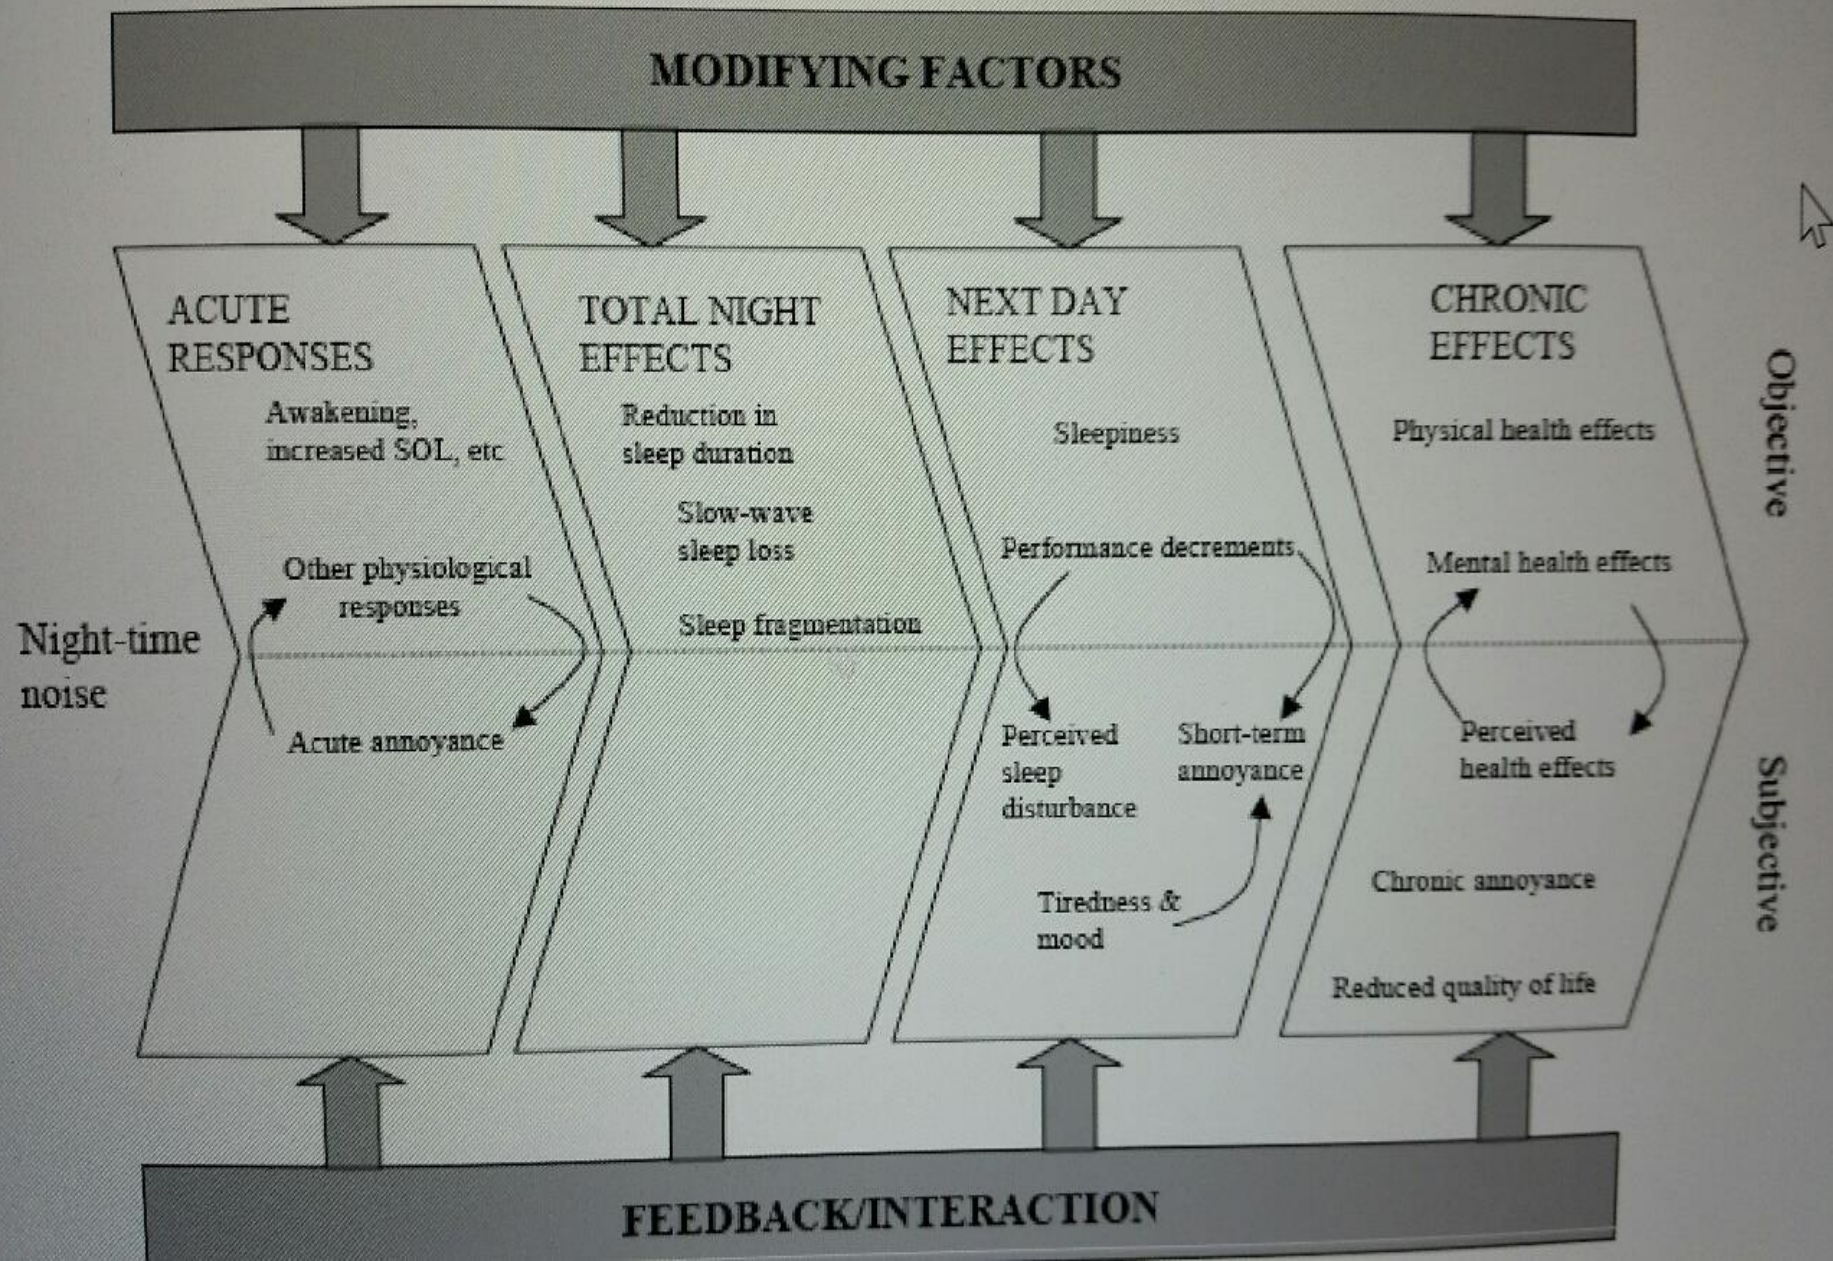 MODIFYING FACTORS
ACUTE
RESPONSES
Awakening,
increased SOL, etc
Other physiological
responses
Acute annoyance
TOTAL NIGHT
EFFECTS
Reduction in
sleep duration
Slow-wave
sleep loss
Sleep fragmentation
NEXT DAY
EFFECTS
Sleepiness
Performance decrements
Perceived
sleep
disturbance
Short-term
annoyance
Tiredness &
mood
CHRONIC
EFFECTS
Physical health effects
Mental health effects
Perceived
health effects
Chronic annoyance
Reduced quality of life
Night-time
noise
Objective
Subjective
FEEDBACK/INTERACTION